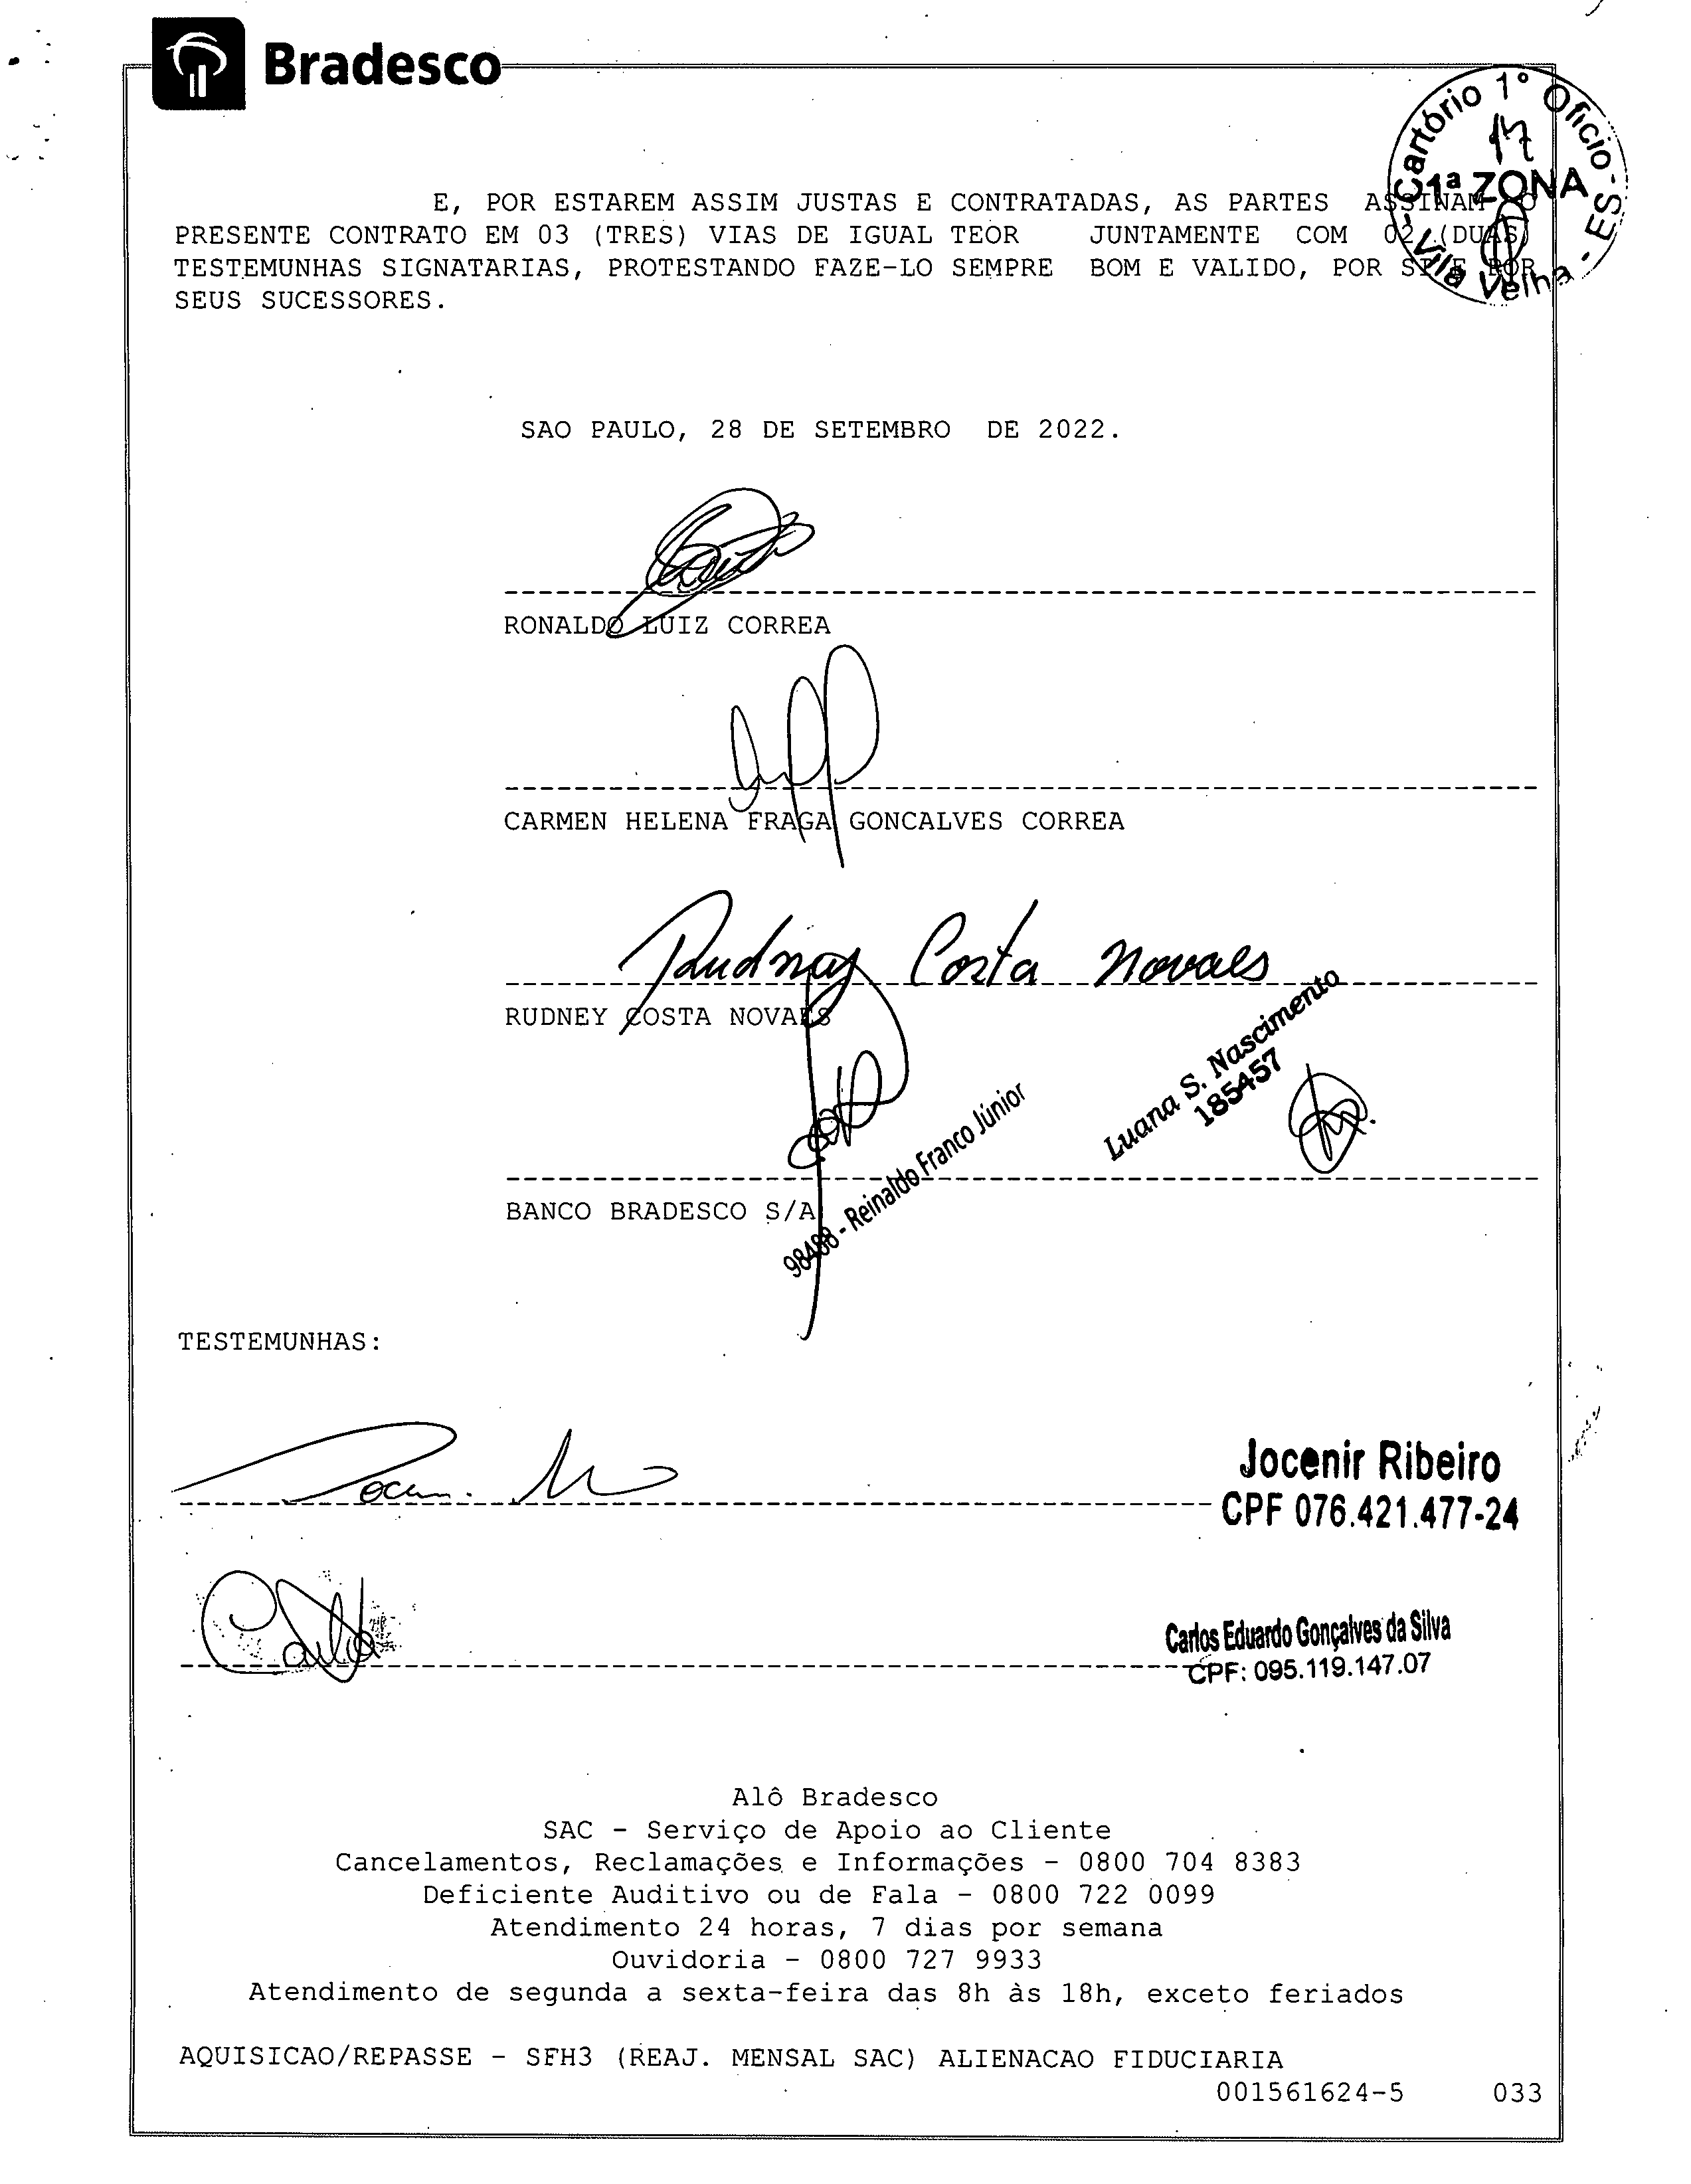 Bradesco
Cartório 1º Ofício - ES - Vila Velha -
17
1ª ZONA
E, POR ESTAREM ASSIM JUSTAS E CONTRATADAS, AS PARTES ASSINAM O
PRESENTE CONTRATO EM 03 (TRES) VIAS DE IGUAL TEOR JUNTAMENTE COM 02 (DUAS)
TESTEMUNHAS SIGNATARIAS, PROTESTANDO FAZE-LO SEMPRE BOM E VALIDO, POR SI E POR
SEUS SUCESSORES.
SAO PAULO, 28 DE SETEMBRO DE 2022.
RONALDO LUIZ CORREA
CARMEN HELENA FRAGA GONCALVES CORREA
Rudney Costa Novaes
RUDNEY COSTA NOVAES
Luana S. Nascimento
185457
98488 - Reinaldo Franco Júnior
BANCO BRADESCO S/A
TESTEMUNHAS:
Jocenir Ribeiro
CPF 076.421.477-24
Carlos Eduardo Gonçalves da Silva
CPF: 095.119.147.07
Alô Bradesco
SAC - Serviço de Apoio ao Cliente
Cancelamentos, Reclamações e Informações - 0800 704 8383
Deficiente Auditivo ou de Fala - 0800 722 0099
Atendimento 24 horas, 7 dias por semana
Ouvidoria - 0800 727 9933
Atendimento de segunda a sexta-feira das 8h às 18h, exceto feriados
AQUISICAO/REPASSE - SFH3 (REAJ. MENSAL SAC) ALIENACAO FIDUCIARIA
001561624-5 033